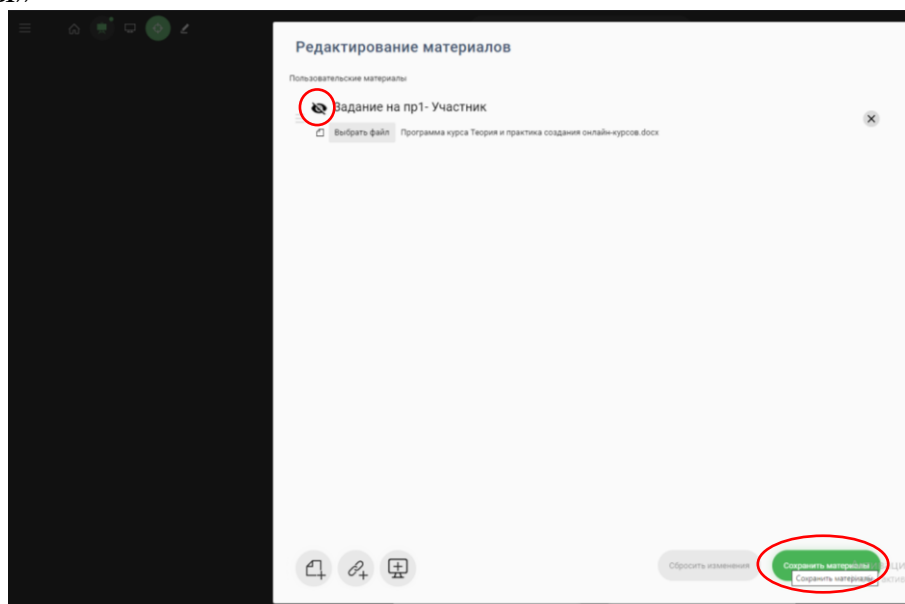 Редактирование материалов
Пользовательские материалы
Задание на пр1- Участник
Выбрать файл Программа курса Теория и практика создания онлайн-курсов.docx
Сбросить изменения Сохранить материалы
Сохранить материалы